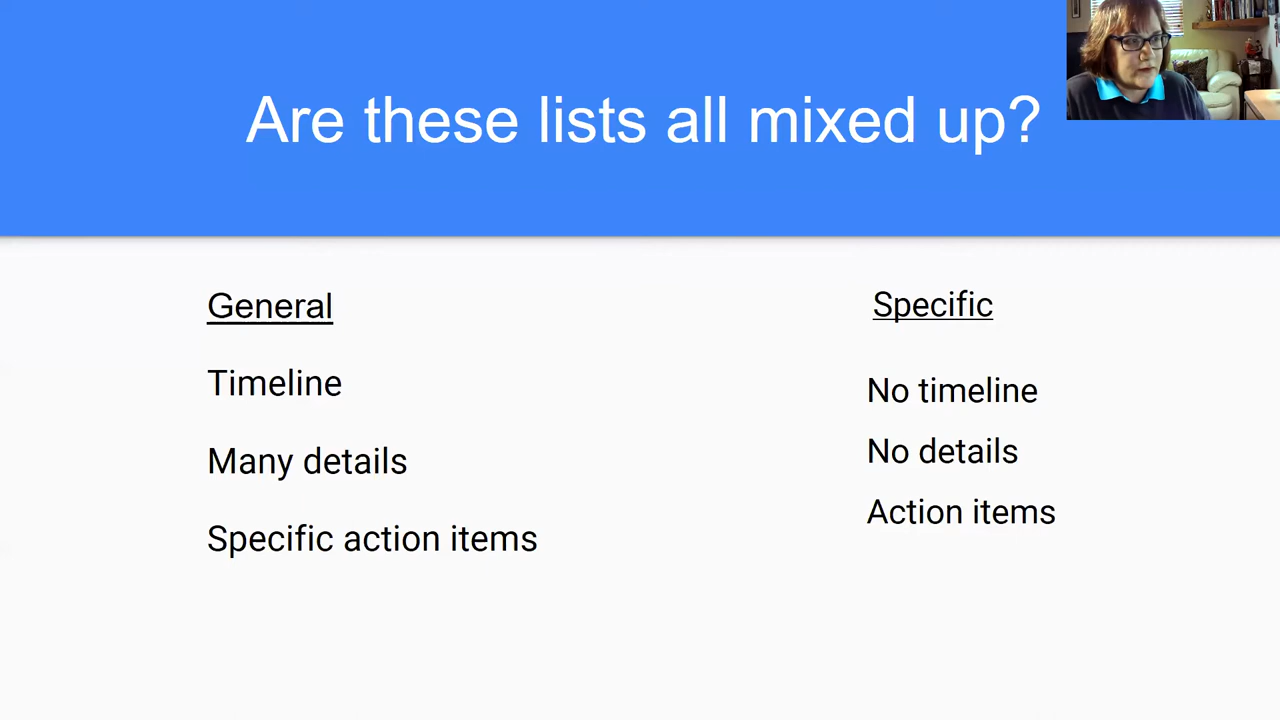 Are these lists all mixed up?
General
Timeline
Many details
Specific action items
Specific
No timeline
No details
Action items